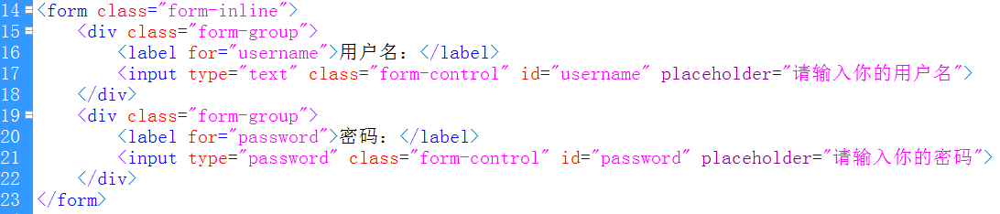 14 <form class="form-inline">
15     <div class="form-group">
16         <label for="username">用户名：</label>
17         <input type="text" class="form-control" id="username" placeholder="请输入你的用户名">
18     </div>
19     <div class="form-group">
20         <label for="password">密码：</label>
21         <input type="password" class="form-control" id="password" placeholder="请输入你的密码">
22     </div>
23 </form>